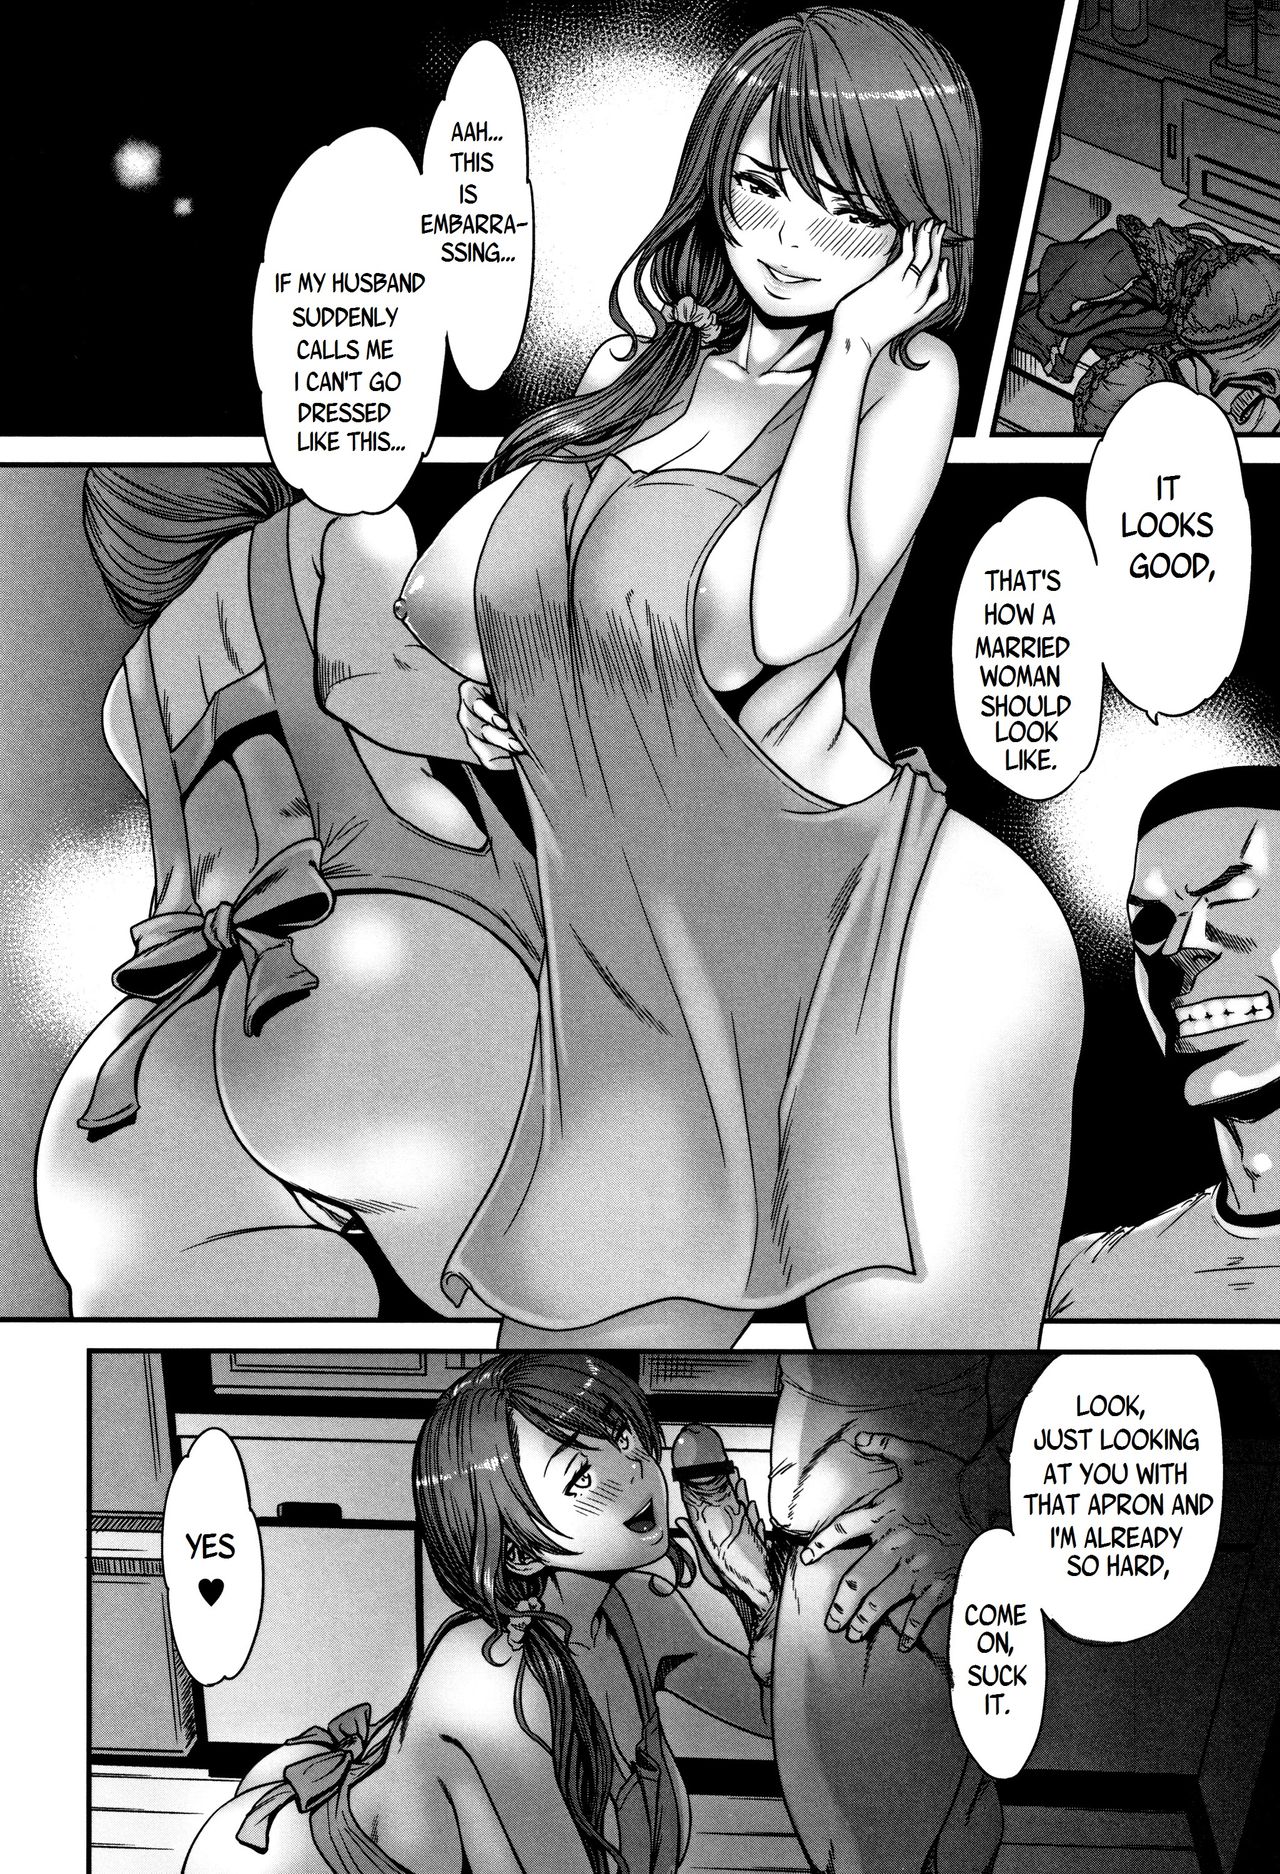 AAH...
THIS
IS
EMBARRA-
SSING...
IF MY HUSBAND
SUDDENLY
CALLS ME
I CAN'T GO
DRESSED
LIKE THIS...
IT
LOOKS
GOOD,
THAT'S
HOW A
MARRIED
WOMAN
SHOULD
LOOK
LIKE.
LOOK,
JUST LOOKING
AT YOU WITH
THAT APRON AND
I'M ALREADY
SO HARD,
COME
ON,
SUCK
IT.
YES
♥